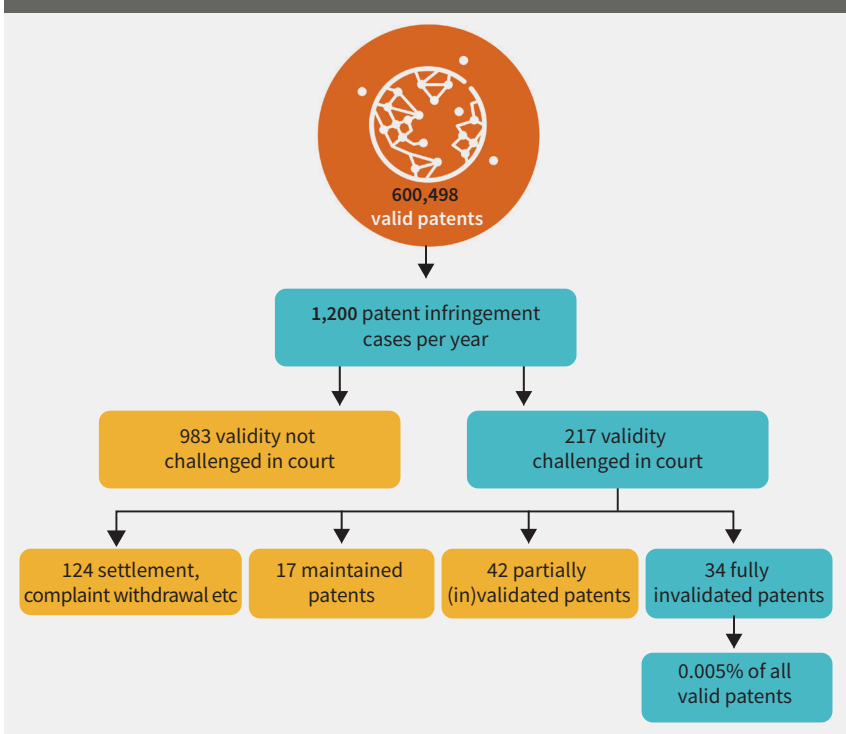 600,498
valid patents
1,200 patent infringement
cases per year
983 validity not
challenged in court
217 validity
challenged in court
124 settlement,
complaint withdrawal etc
17 maintained
patents
42 partially
(in)validated patents
34 fully
invalidated patents
0.005% of all
valid patents